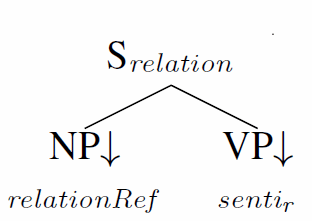 S_relation
NP↓ VP↓
relationRef senti_r